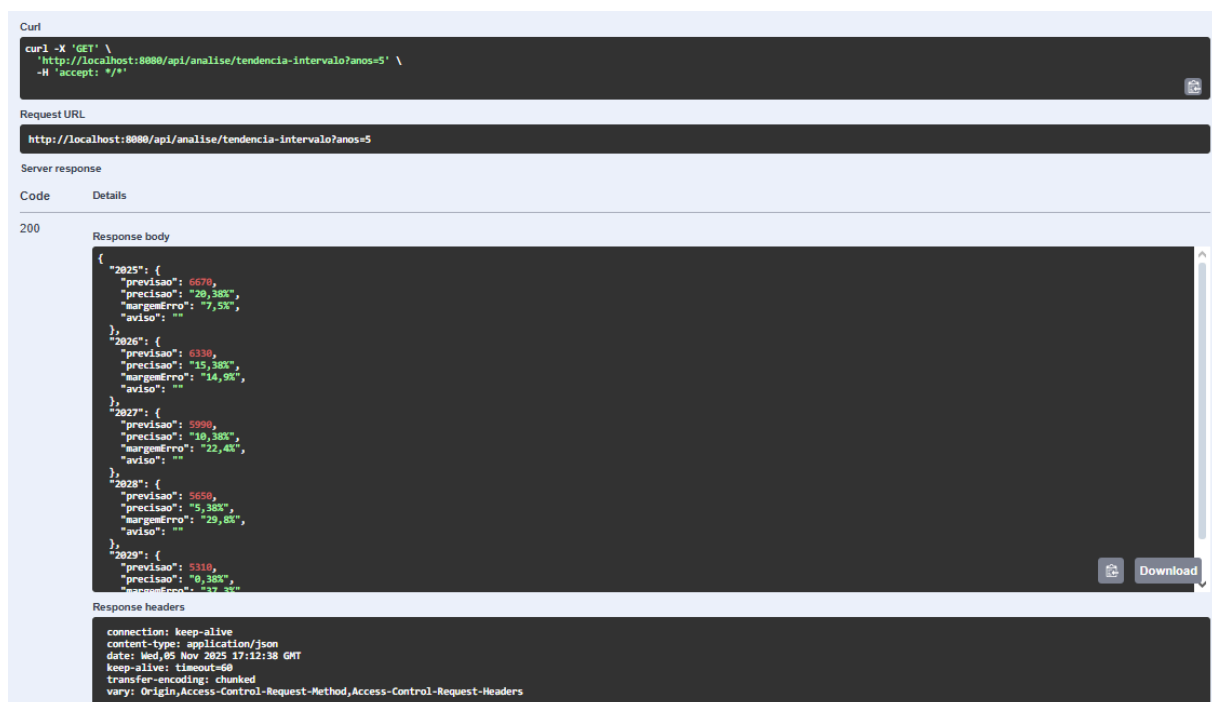 Curl
curl -X 'GET' \
'http://localhost:8080/api/analise/tendencia-intervalo?anos=5' \
-H 'accept: */*'
Request URL
http://localhost:8080/api/analise/tendencia-intervalo?anos=5
Server response
Code Details
200
Response body
{
"2025": {
"previsao": 6670,
"precisao": "20,38%",
"margemErro": "7,5%",
"aviso": ""
},
"2026": {
"previsao": 6330,
"precisao": "15,38%",
"margemErro": "14,9%",
"aviso": ""
},
"2027": {
"previsao": 5990,
"precisao": "10,38%",
"margemErro": "22,4%",
"aviso": ""
},
"2028": {
"previsao": 5650,
"precisao": "5,38%",
"margemErro": "29,8%",
"aviso": ""
},
"2029": {
"previsao": 5310,
"precisao": "0,38%",
"margemErro": "37,3%"
Download
Response headers
connection: keep-alive
content-type: application/json
date: Wed,05 Nov 2025 17:12:38 GMT
keep-alive: timeout=60
transfer-encoding: chunked
vary: Origin,Access-Control-Request-Method,Access-Control-Request-Headers